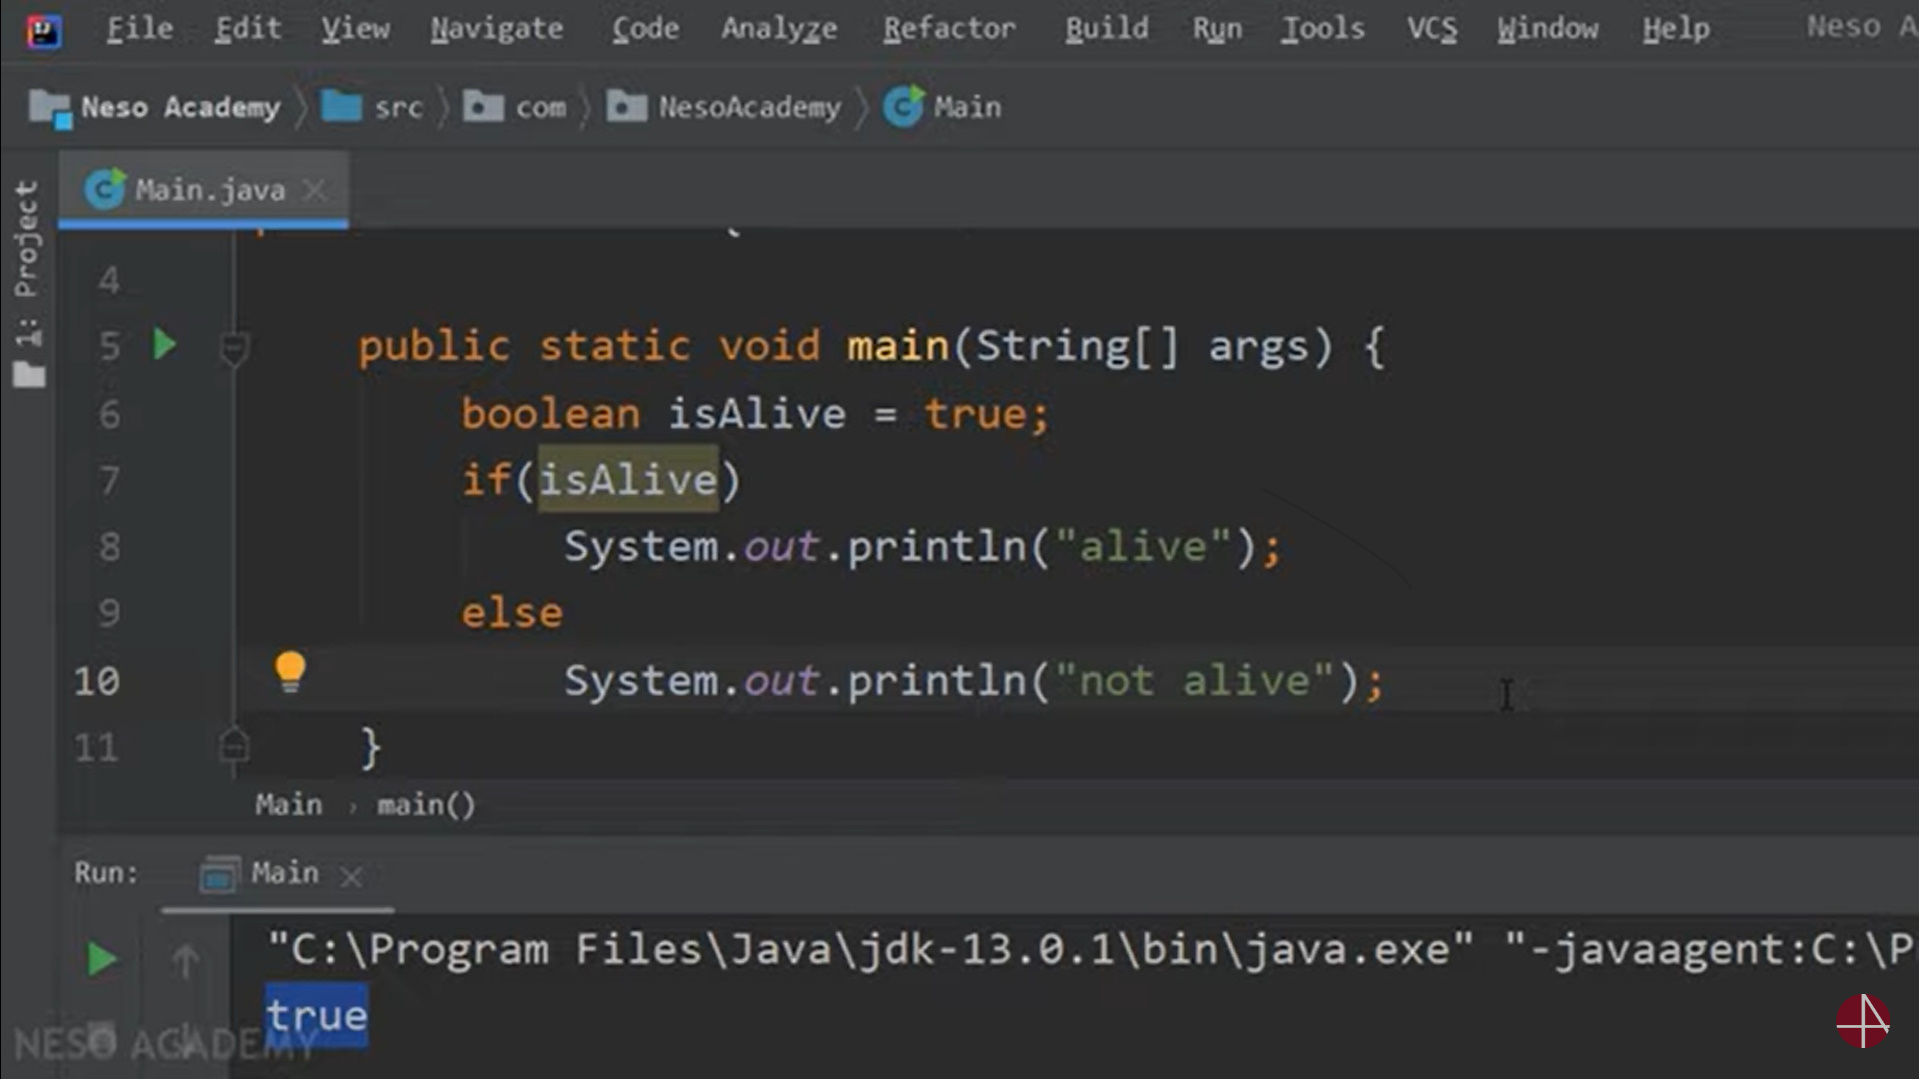 File Edit View Navigate Code Analyze Refactor Build Run Tools VCS Window Help Neso A
Neso Academy src com NesoAcademy Main
1: Project
Main.java
4
5 public static void main(String[] args) {
6 boolean isAlive = true;
7 if(isAlive)
8 System.out.println("alive");
9 else
10 System.out.println("not alive");
11 }
Main › main()
Run: Main
"C:\Program Files\Java\jdk-13.0.1\bin\java.exe" "-javaagent:C:\P
true
NESO ACADEMY